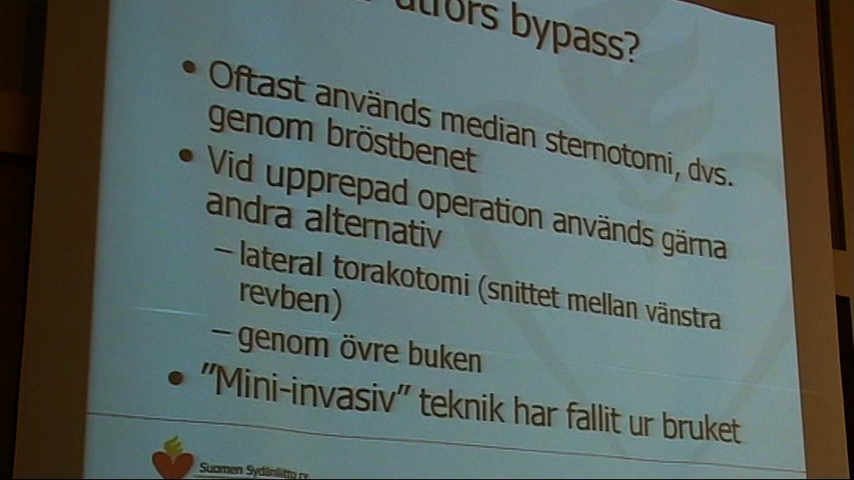 utförs bypass?
• Oftast används median sternotomi, dvs.
genom bröstbenet
• Vid upprepad operation används gärna
andra alternativ
– lateral torakotomi (snittet mellan vänstra
revben)
– genom övre buken
• ”Mini-invasiv” teknik har fallit ur bruket
Suomen Sydänliitto ry